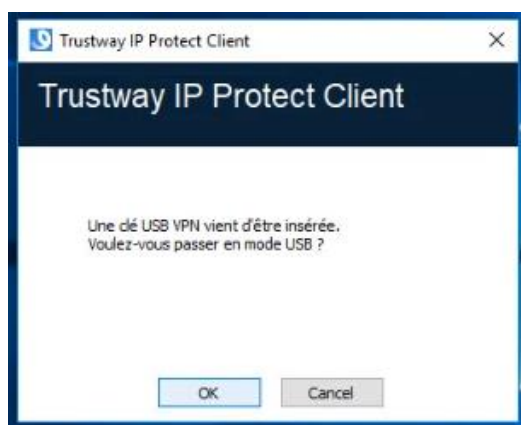 Trustway IP Protect Client
Trustway IP Protect Client
Une clé USB VPN vient d'être insérée.
Voulez-vous passer en mode USB ?
OK
Cancel